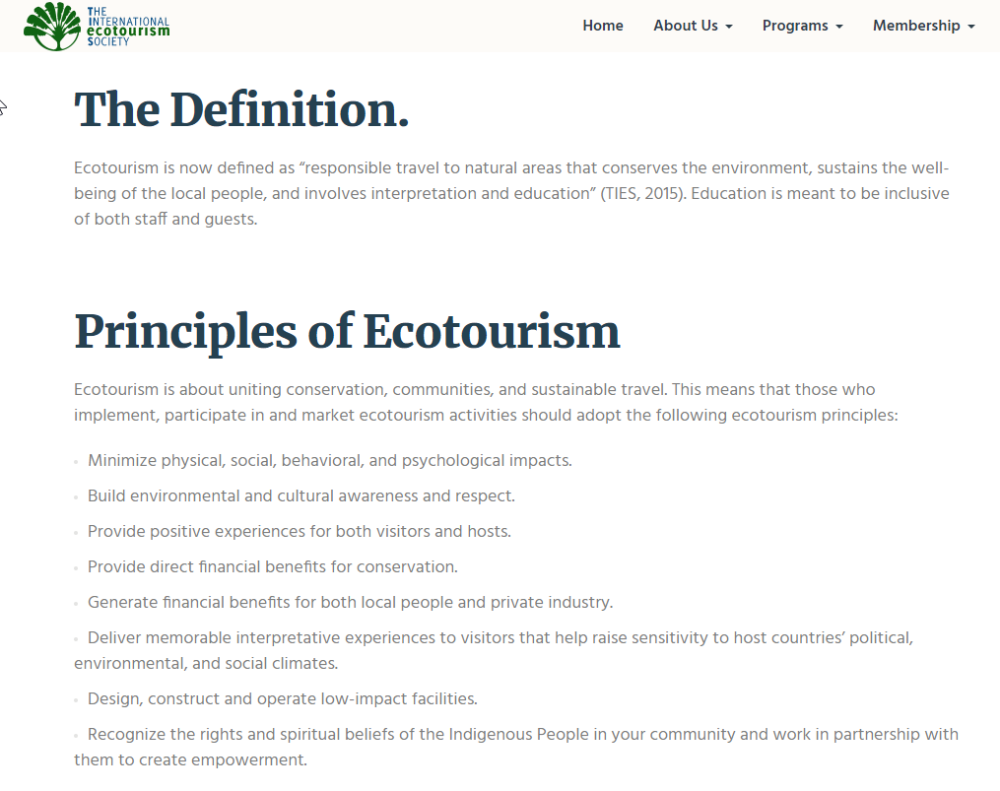 THE
INTERNATIONAL
ecotourism
SOCIETY
Home About Us Programs Membership
The Definition.
Ecotourism is now defined as “responsible travel to natural areas that conserves the environment, sustains the well-
being of the local people, and involves interpretation and education” (TIES, 2015). Education is meant to be inclusive
of both staff and guests.
Principles of Ecotourism
Ecotourism is about uniting conservation, communities, and sustainable travel. This means that those who
implement, participate in and market ecotourism activities should adopt the following ecotourism principles:
• Minimize physical, social, behavioral, and psychological impacts.
• Build environmental and cultural awareness and respect.
• Provide positive experiences for both visitors and hosts.
• Provide direct financial benefits for conservation.
• Generate financial benefits for both local people and private industry.
• Deliver memorable interpretative experiences to visitors that help raise sensitivity to host countries’ political,
environmental, and social climates.
• Design, construct and operate low-impact facilities.
• Recognize the rights and spiritual beliefs of the Indigenous People in your community and work in partnership with
them to create empowerment.